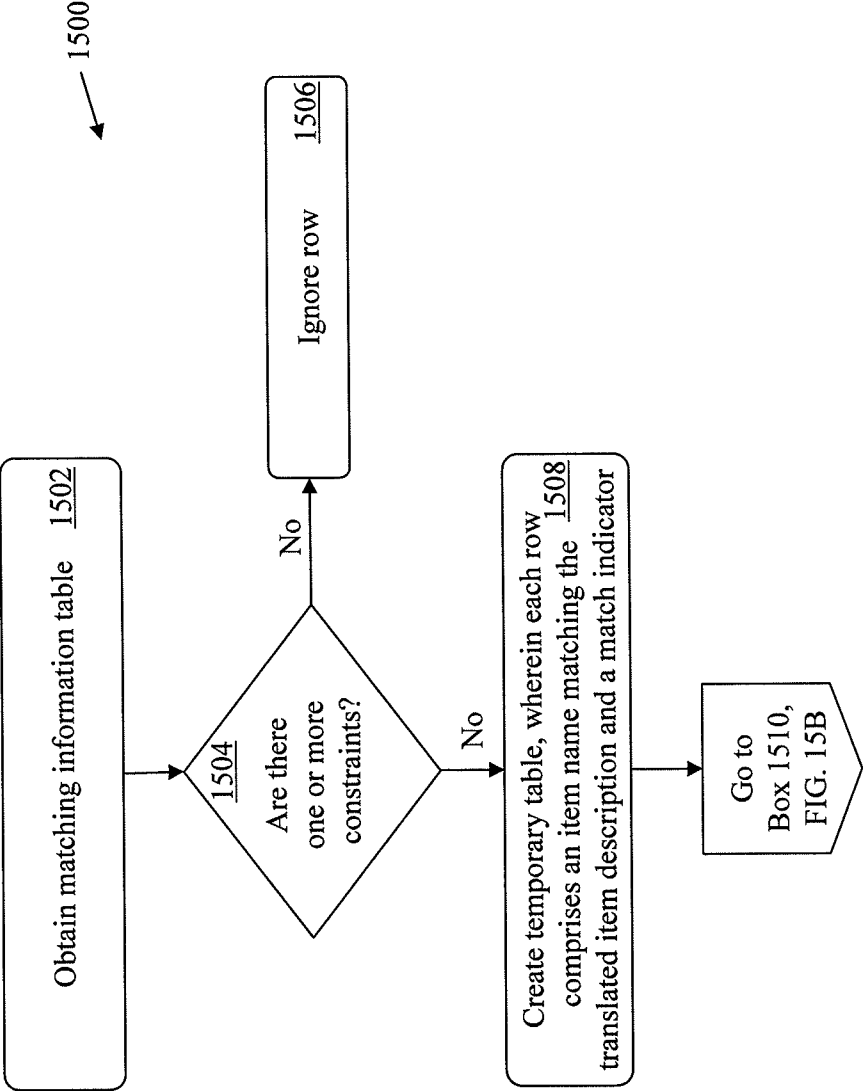 1500
Obtain matching information table 1502
1504
Are there
one or more
constraints?
No
Ignore row 1506
No
Create temporary table, wherein each row
comprises an item name matching the 1508
translated item description and a match indicator
Go to
Box 1510,
FIG. 15B